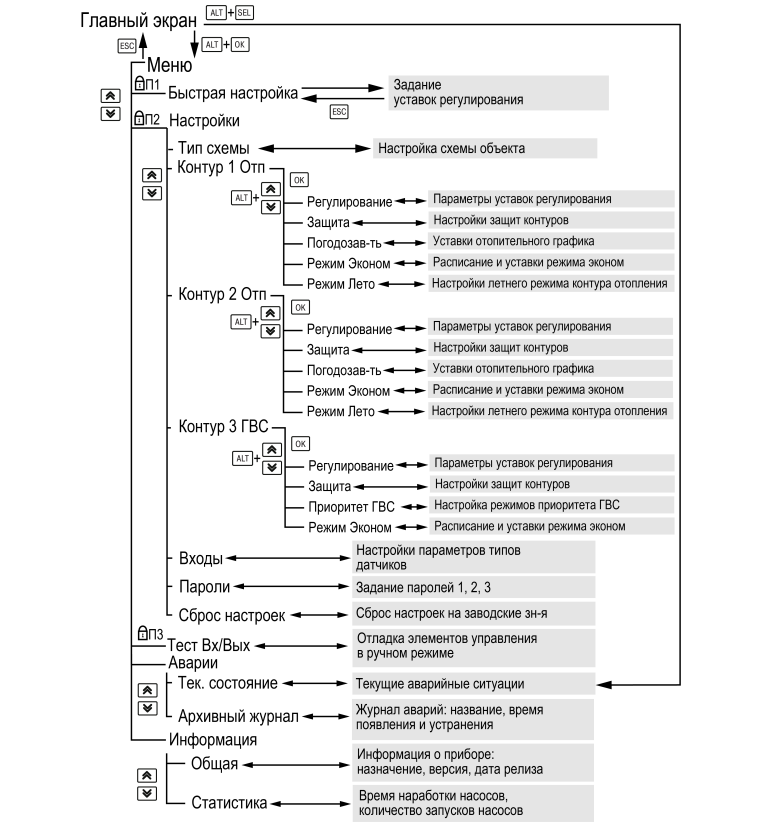 Главный экран
ALT + SEL
ESC
ALT + OK
Меню
П1
Быстрая настройка
Задание
уставок регулирования
ESC
П2 Настройки
Тип схемы
Настройка схемы объекта
Контур 1 Отп
OK
ALT +
Регулирование
Параметры уставок регулирования
Защита
Настройки защит контуров
Погодозав-ть
Уставки отопительного графика
Режим Эконом
Расписание и уставки режима эконом
Режим Лето
Настройки летнего режима контура отопления
Контур 2 Отп
OK
ALT +
Регулирование
Параметры уставок регулирования
Защита
Настройки защит контуров
Погодозав-ть
Уставки отопительного графика
Режим Эконом
Расписание и уставки режима эконом
Режим Лето
Настройки летнего режима контура отопления
Контур 3 ГВС
OK
ALT +
Регулирование
Параметры уставок регулирования
Защита
Настройки защит контуров
Приоритет ГВС
Настройка режимов приоритета ГВС
Режим Эконом
Расписание и уставки режима эконом
Входы
Настройки параметров типов
датчиков
Пароли
Задание паролей 1, 2, 3
Сброс настроек
Сброс настроек на заводские зн-я
П3
Тест Вх/Вых
Отладка элементов управления
в ручном режиме
Аварии
Тек. состояние
Текущие аварийные ситуации
Архивный журнал
Журнал аварий: название, время
появления и устранения
Информация
Общая
Информация о приборе:
назначение, версия, дата релиза
Статистика
Время наработки насосов,
количество запусков насосов